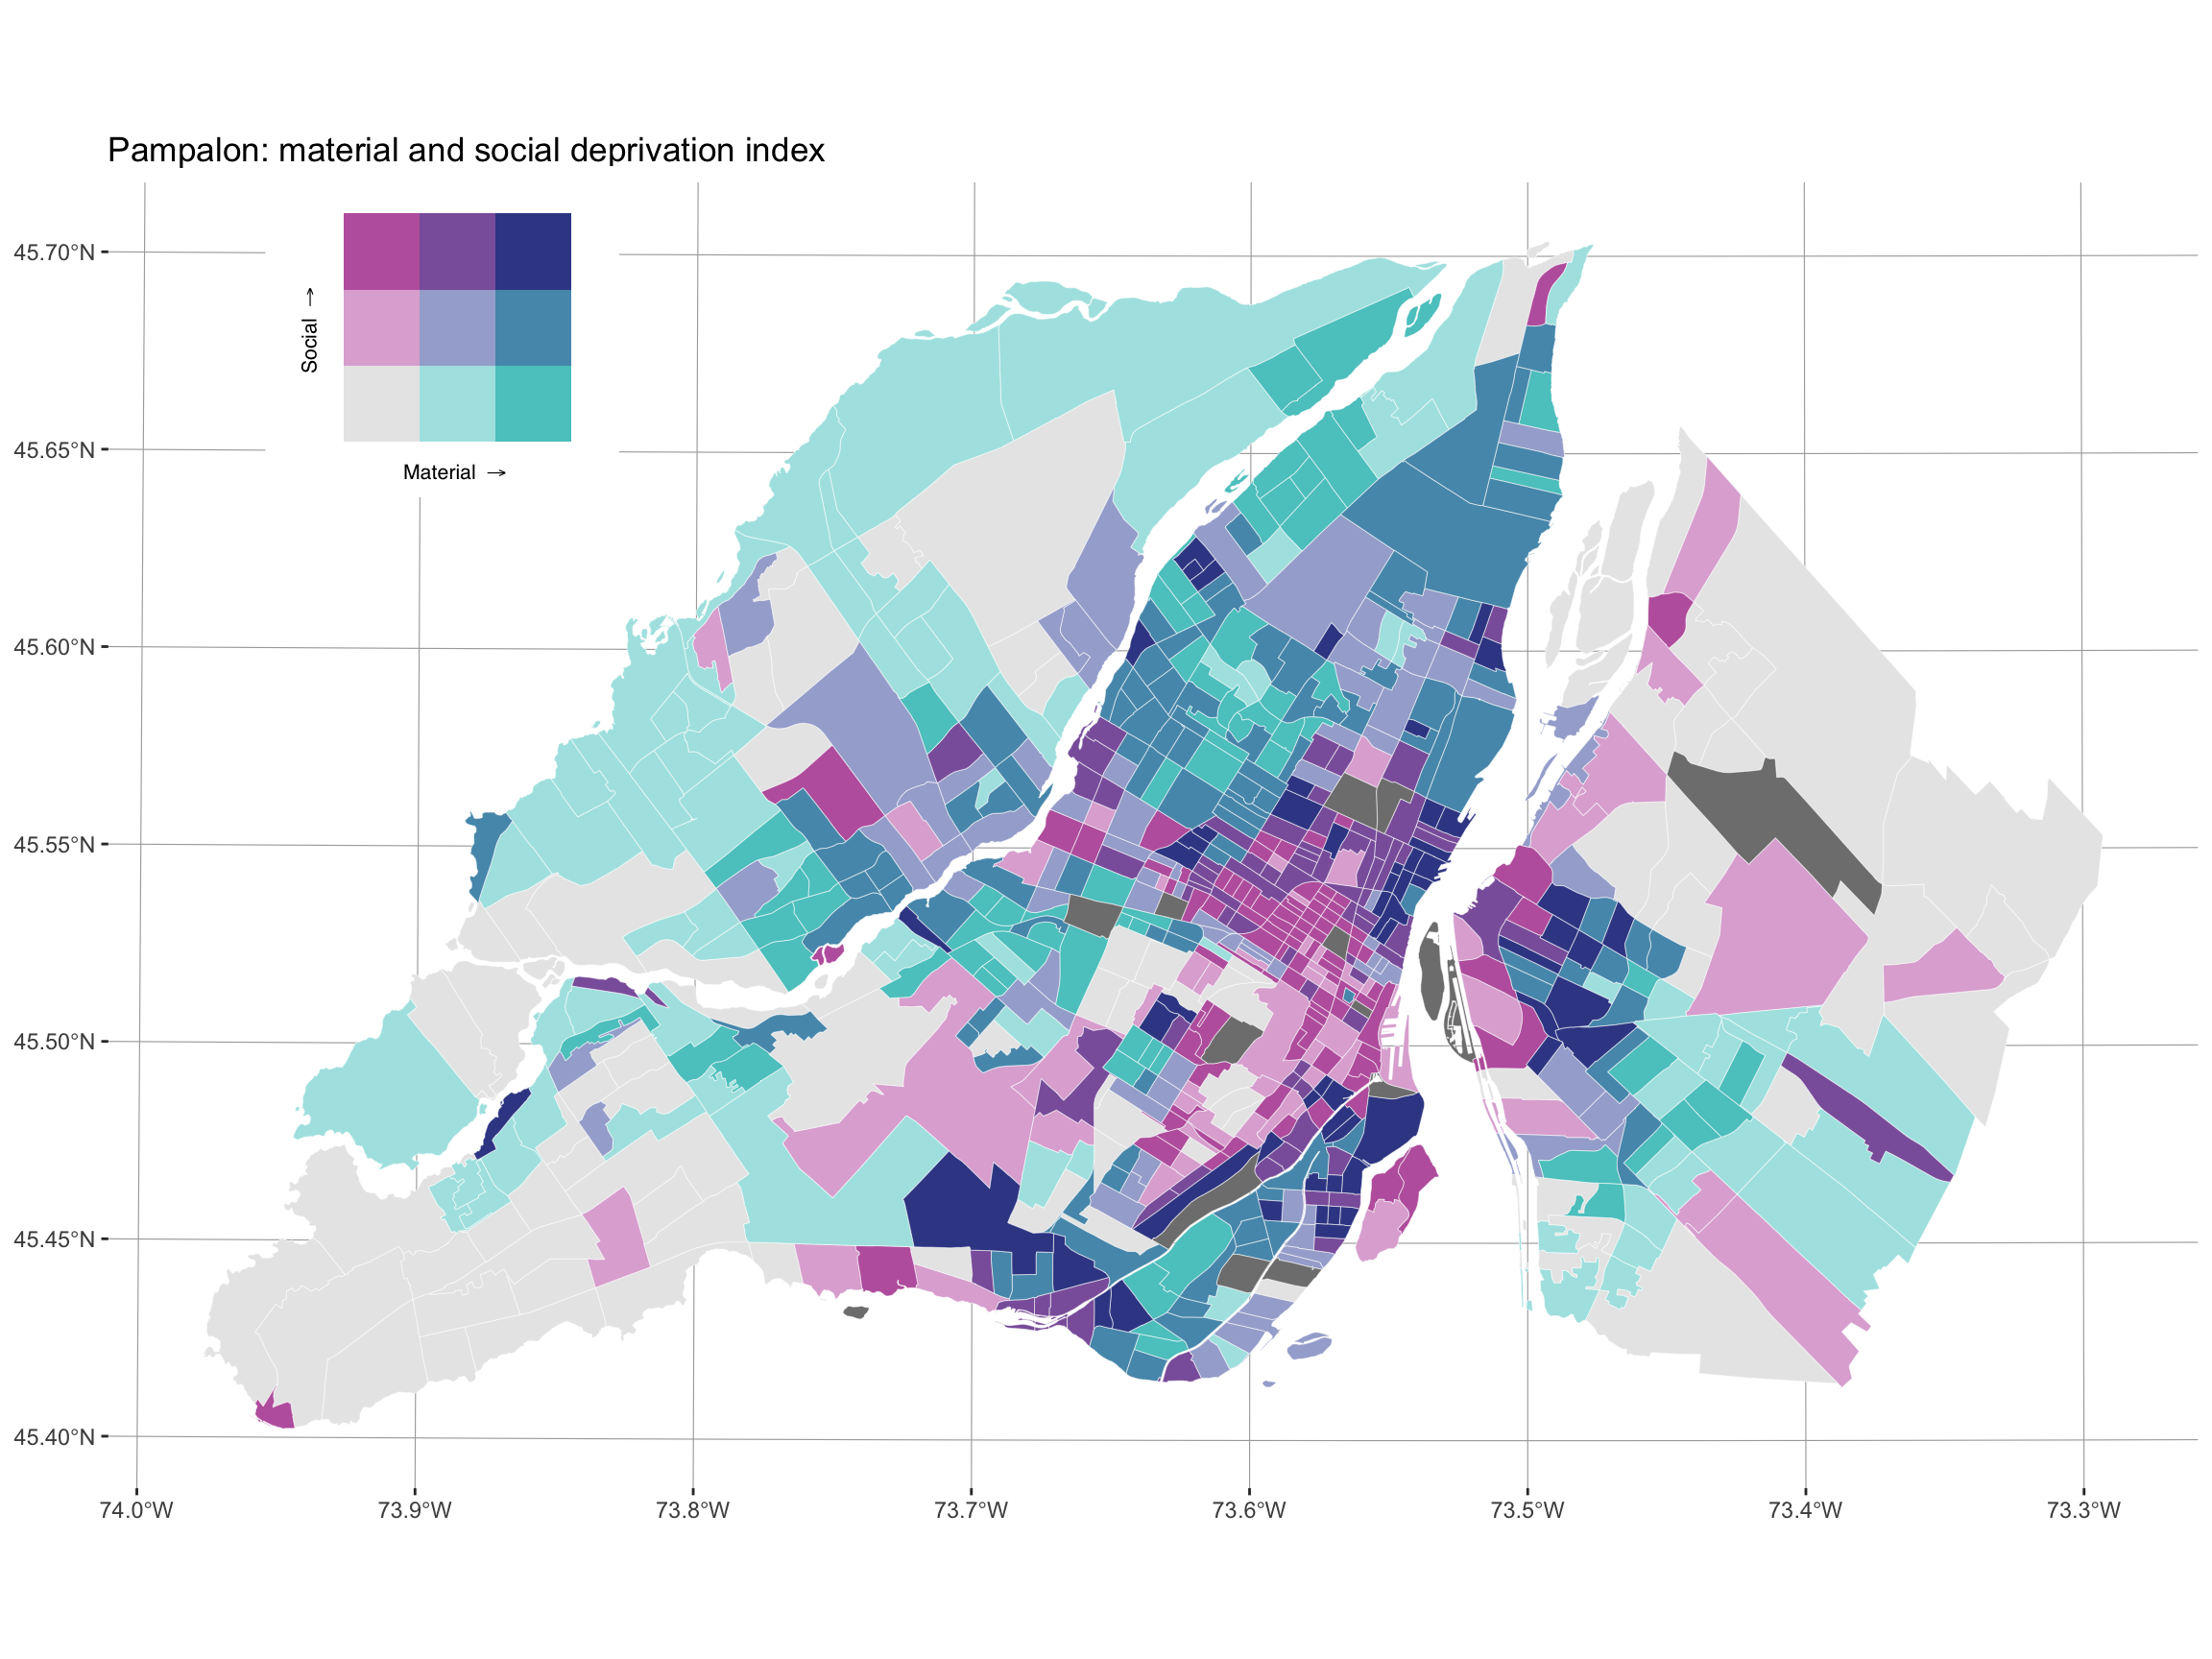 Pampalon: material and social deprivation index
45.70°N
45.65°N
45.60°N
45.55°N
45.50°N
45.45°N
45.40°N
Social →
Material →
74.0°W 73.9°W 73.8°W 73.7°W 73.6°W 73.5°W 73.4°W 73.3°W